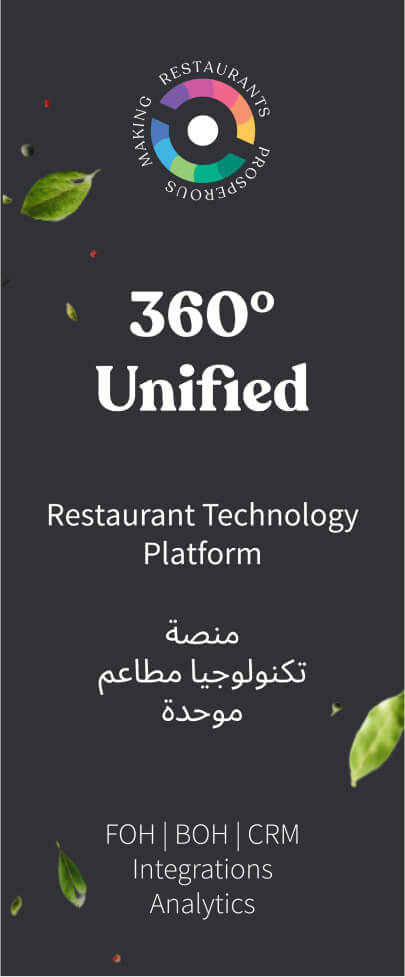 MAKING RESTAURANTS PROSPEROUS
360°
Unified
Restaurant Technology
Platform
منصة
تكنولوجيا مطاعم
موحدة
FOH | BOH | CRM
Integrations
Analytics